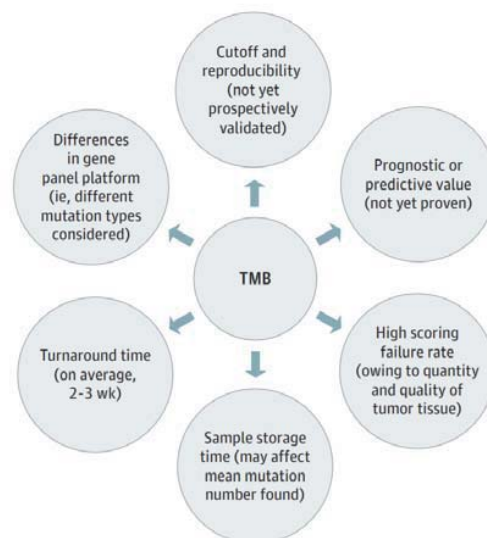 Cutoff and
reproducibility
(not yet
prospectively
validated)
Differences
in gene
panel platform
(ie, different
mutation types
considered)
Prognostic or
predictive value
(not yet proven)
TMB
Turnaround time
(on average,
2-3 wk)
High scoring
failure rate
(owing to quantity
and quality of
tumor tissue)
Sample storage
time (may affect
mean mutation
number found)